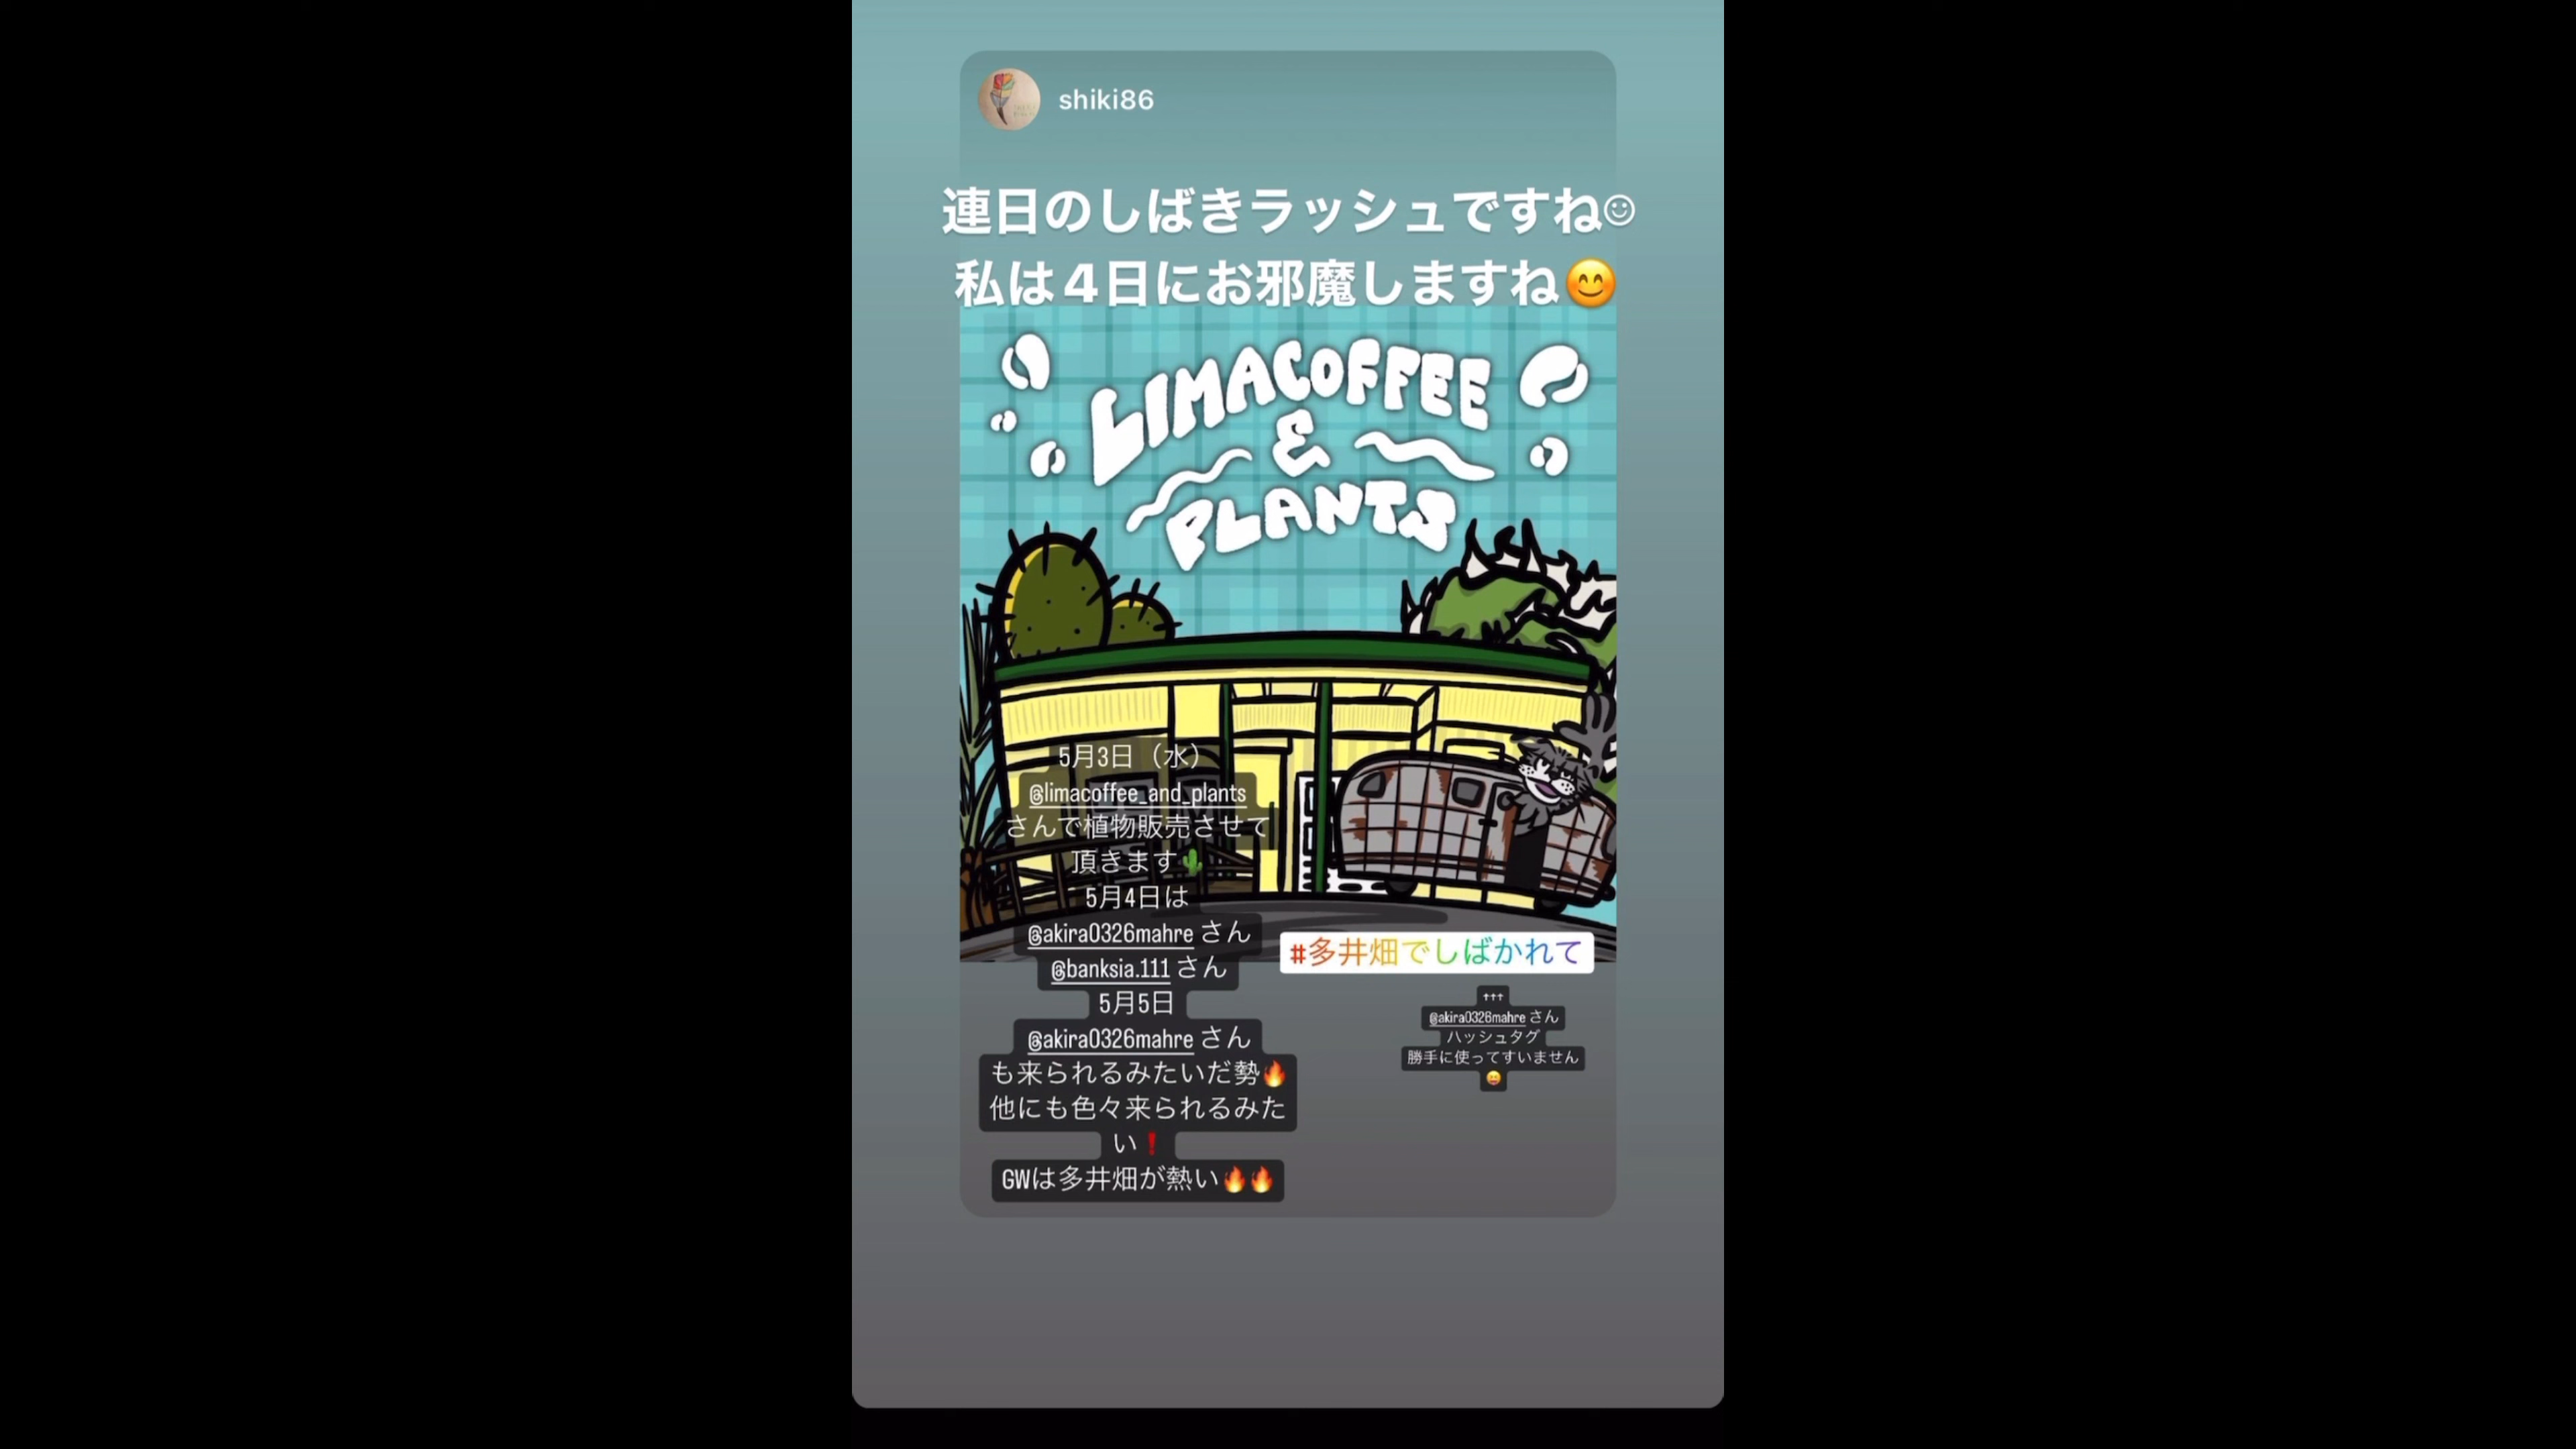 shiki86
連日のしばきラッシュですね☺
私は4日にお邪魔しますね😊
LIMACOFFEE
&
PLANTS
5月3日（水）
@limacoffee_and_plants
さんで植物販売させて
頂きます🌵
5月4日は
@akira0326mahre さん
@banksia.111 さん
5月5日
@akira0326mahre さん
も来られるみたいだ勢🔥
他にも色々来られるみた
い❗
GWは多井畑が熱い🔥🔥
#多井畑でしばかれて
↑↑↑
@akira0326mahre さん
ハッシュタグ
勝手に使ってすいません
😝